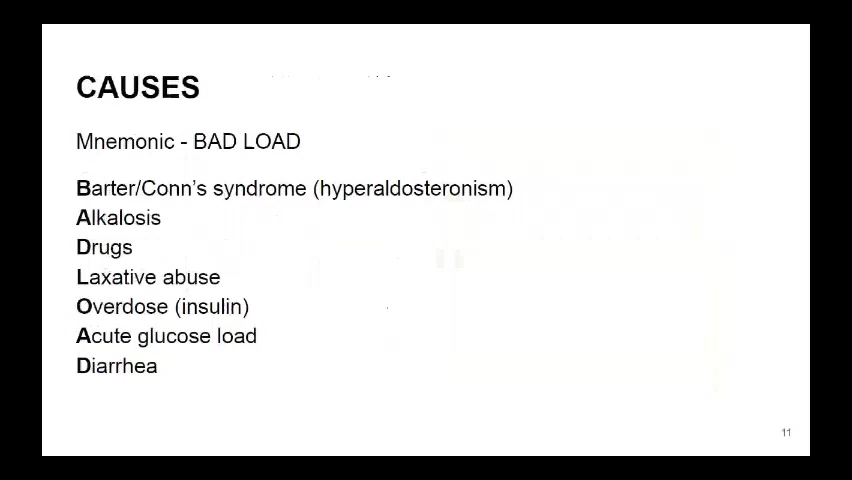 CAUSES
Mnemonic - BAD LOAD
Barter/Conn's syndrome (hyperaldosteronism)
Alkalosis
Drugs
Laxative abuse
Overdose (insulin)
Acute glucose load
Diarrhea
11